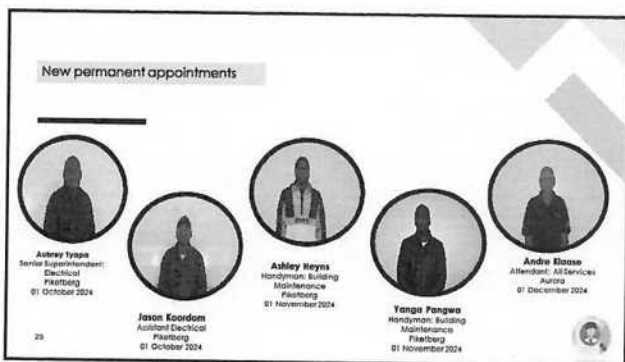 New permanent appointments
Aubrey Tyapa
Senior Superintendent:
Electrical
Piketberg
01 October 2024
Jason Koordom
Assistant Electrical
Piketberg
01 October 2024
Ashley Heyns
Handyman: Building
Maintenance
Piketberg
01 November 2024
Yanga Pangwa
Handyman: Building
Maintenance
Piketberg
01 November 2024
Andre Klaase
Attendant: All Services
Aurora
01 December 2024